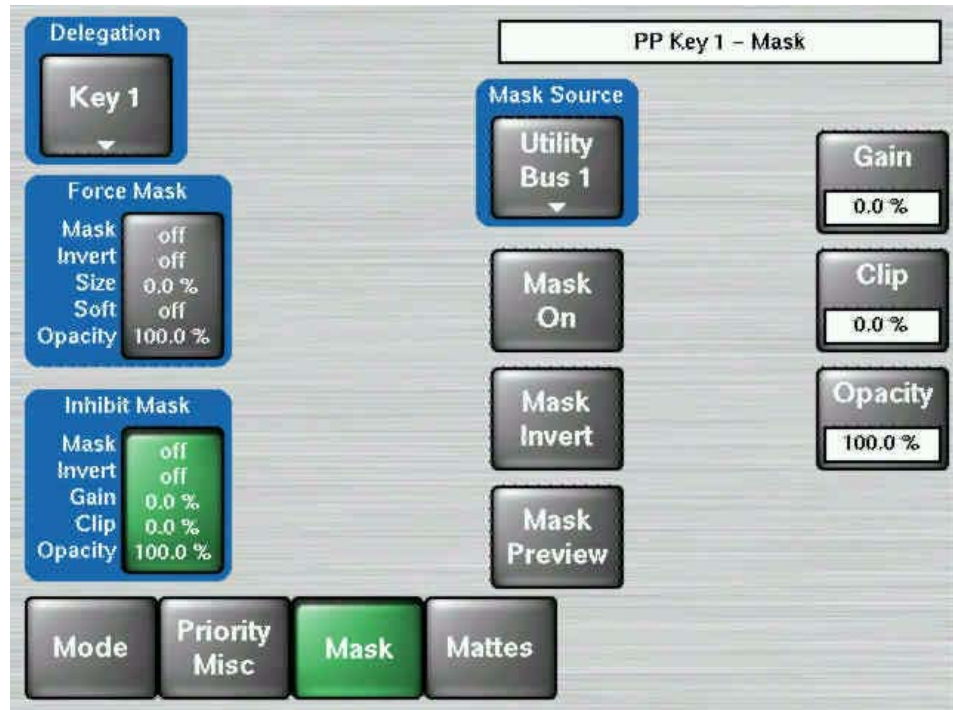 Delegation
Key 1
PP Key 1 – Mask
Mask Source
Utility
Bus 1
Gain
0.0 %
Force Mask
Mask off
Invert off
Size 0.0 %
Soft off
Opacity 100.0 %
Mask
On
Clip
0.0 %
Inhibit Mask
Mask off
Invert off
Gain 0.0 %
Clip 0.0 %
Opacity 100.0 %
Mask
Invert
Opacity
100.0 %
Mask
Preview
Mode
Priority
Misc
Mask
Mattes